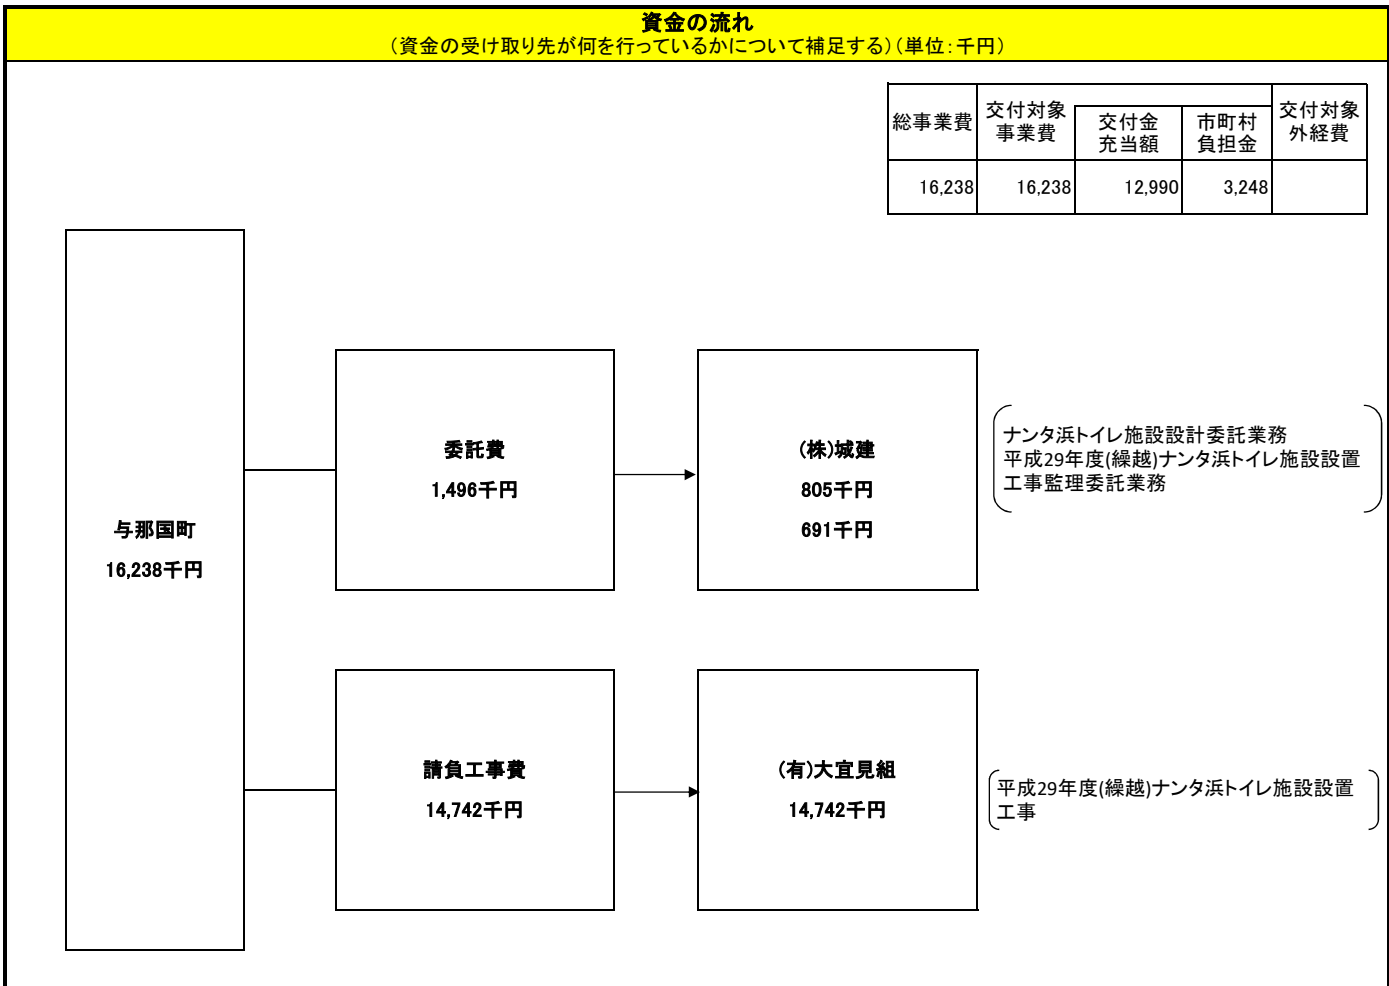 資金の流れ
(資金の受け取り先が何を行っているかについて補足する)(単位:千円)
総事業費
交付対象
事業費
交付金
充当額
市町村
負担金
交付対象
外経費
16,238
16,238
12,990
3,248
与那国町
16,238千円
委託費
1,496千円
(株)城建
805千円
691千円
ナンタ浜トイレ施設設計委託業務
平成29年度(繰越)ナンタ浜トイレ施設設置
工事監理委託業務
請負工事費
14,742千円
(有)大宜見組
14,742千円
平成29年度(繰越)ナンタ浜トイレ施設設置
工事